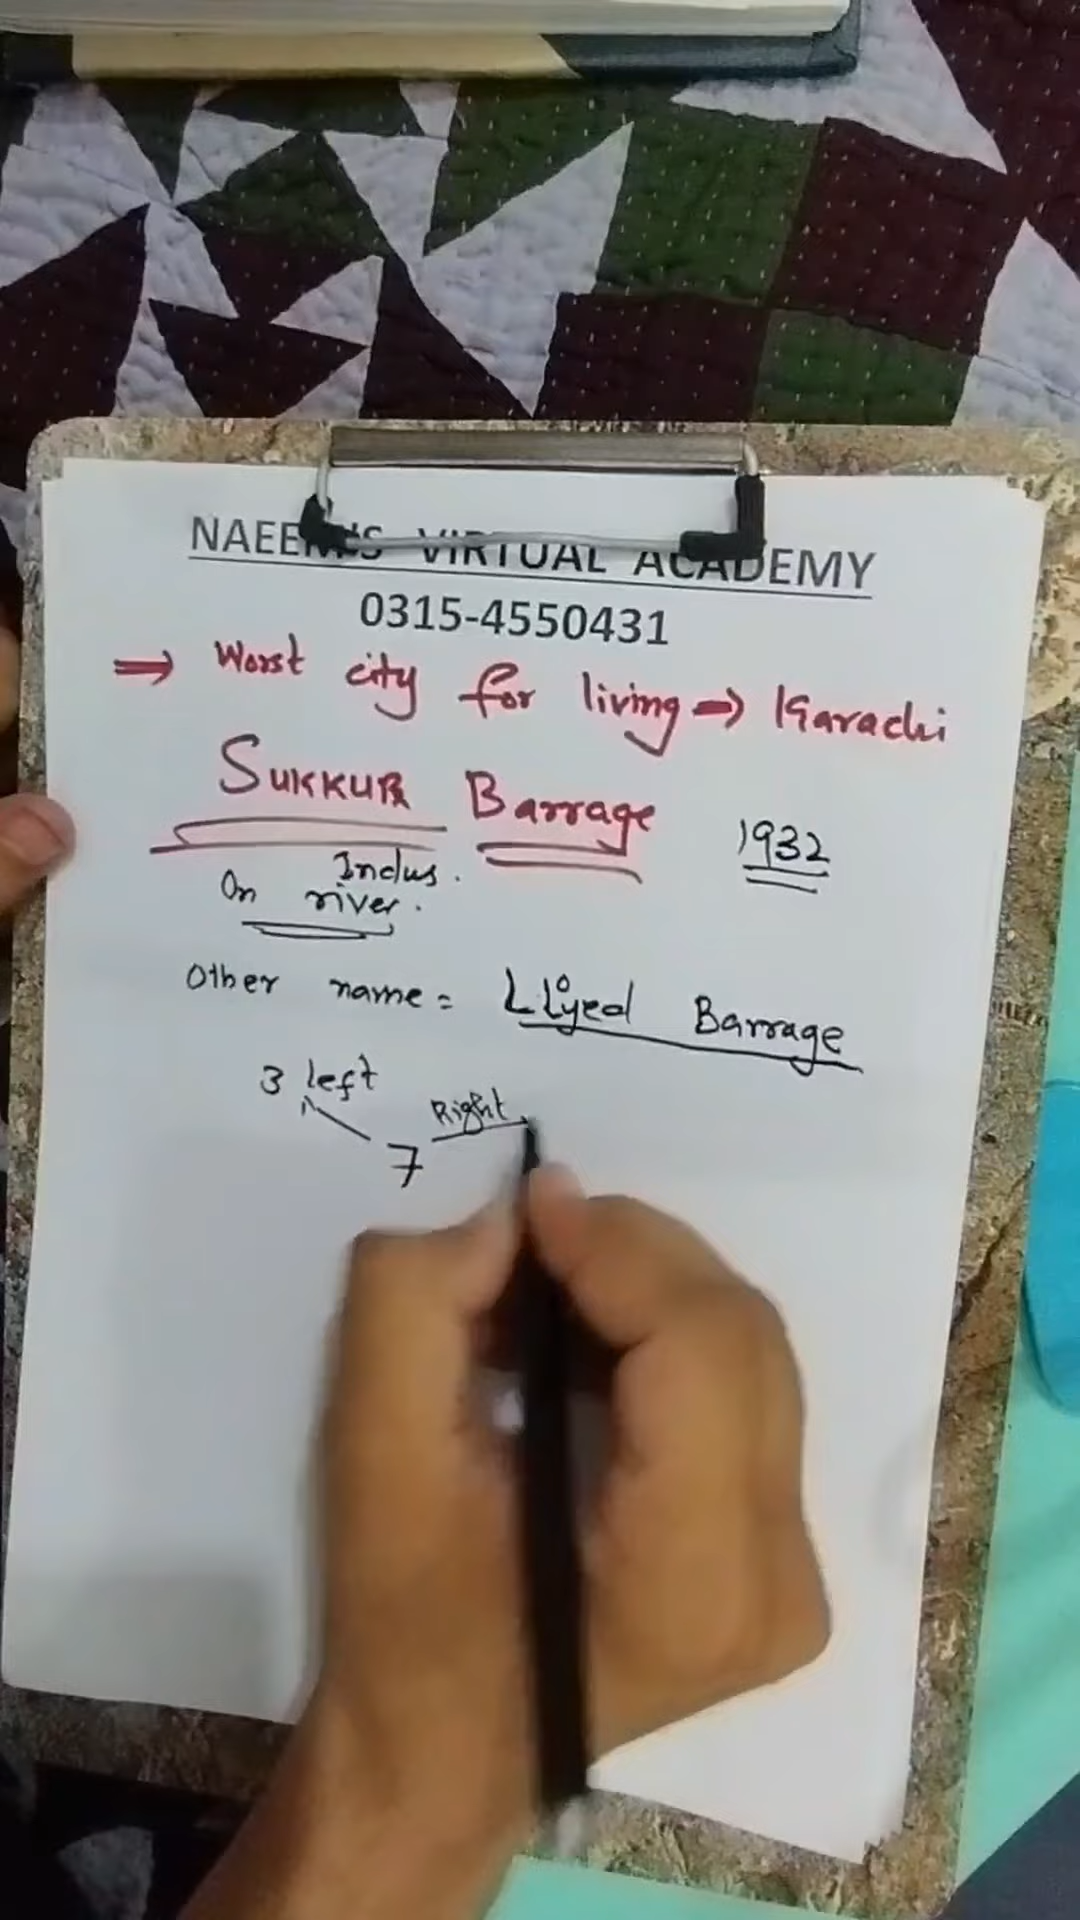 NAEEM'S VIRTUAL ACADEMY
0315-4550431
⇒ Worst city for living → Karachi
SUKKUR Barrage 1932
On Indus river.
Other name = Lloyed Barrage
3 left
Right
7